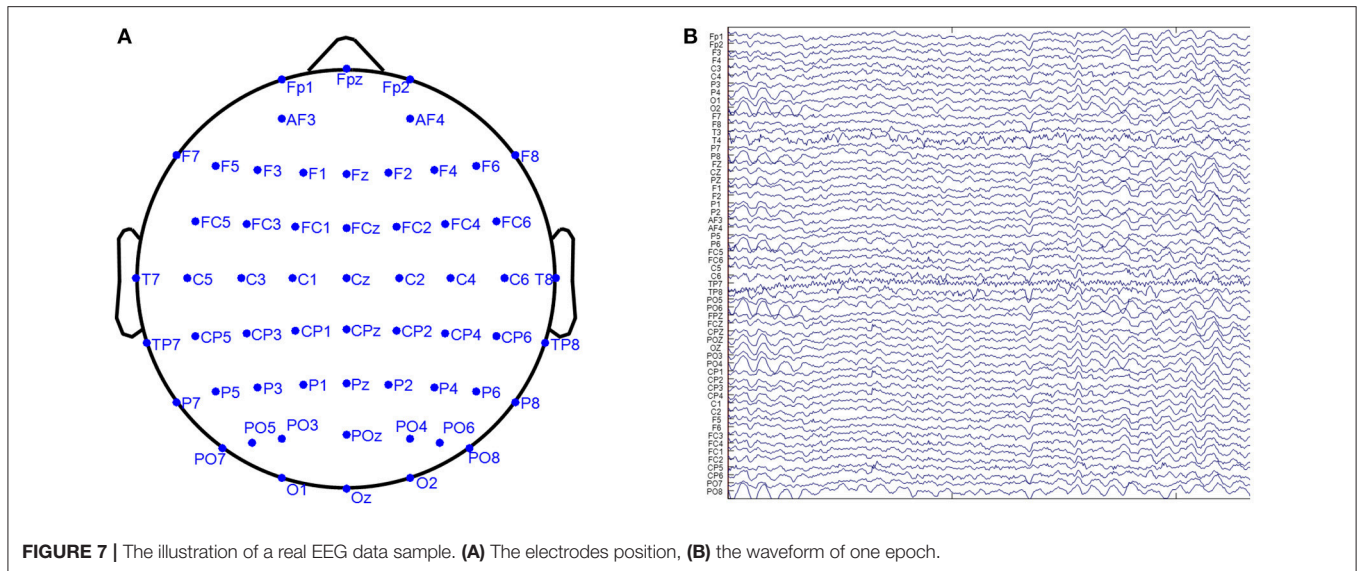 A
Fpz
Fp1 Fp2
AF3 AF4
F7 F8
F5 F3 F1 Fz F2 F4 F6
FC5 FC3 FC1 FCz FC2 FC4 FC6
T7 C5 C3 C1 Cz C2 C4 C6 T8
CP5 CP3 CP1 CPz CP2 CP4 CP6
TP7 TP8
P5 P3 P1 Pz P2 P4 P6
P7 P8
PO5 PO3 POz PO4 PO6
PO7 PO8
O1 Oz O2
B
Fp1
Fp2
F3
F4
C3
C4
P3
P4
O1
O2
F7
F8
T3
T4
P7
P8
FZ
CZ
PZ
F1
F2
P1
P2
AF3
AF4
P5
P6
FC5
FC6
C5
C6
TP7
TP8
PO5
PO6
FPZ
FCZ
CPZ
POZ
OZ
PO3
PO4
CP1
CP2
CP3
CP4
C1
C2
F5
F6
FC3
FC4
FC1
FC2
CP5
CP6
PO7
PO8
FIGURE 7 | The illustration of a real EEG data sample. (A) The electrodes position, (B) the waveform of one epoch.